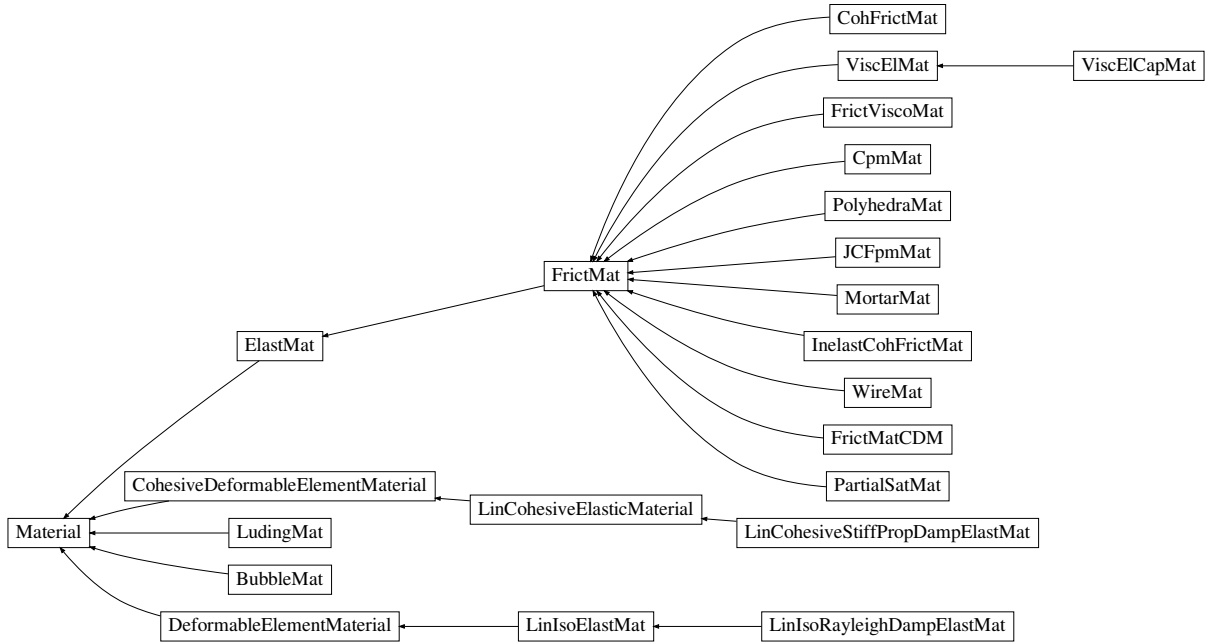 CohFrictMat
ViscElMat
ViscElCapMat
FrictViscoMat
CpmMat
PolyhedraMat
JCFpmMat
FrictMat
MortarMat
ElastMat
InelastCohFrictMat
WireMat
FrictMatCDM
CohesiveDeformableElementMaterial
PartialSatMat
LinCohesiveElasticMaterial
Material
LudingMat
LinCohesiveStiffPropDampElastMat
BubbleMat
DeformableElementMaterial
LinIsoElastMat
LinIsoRayleighDampElastMat